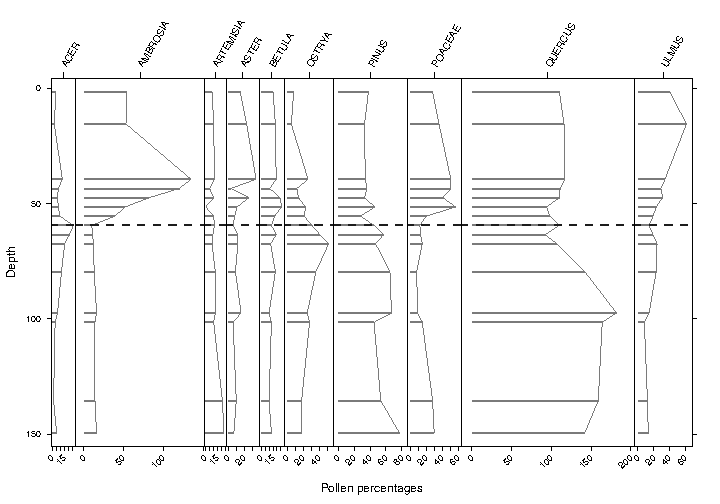 ACER AMBROSIA ARTEMISIA ASTER BETULA OSTRYA PINUS POACEAE QUERCUS ULMUS
0
50
100
150
Depth
0 15 0 50 100 0 15 0 20 0 15 0 20 40 0 20 40 60 80 0 20 40 60 0 50 100 150 200 0 20 40 60
Pollen percentages